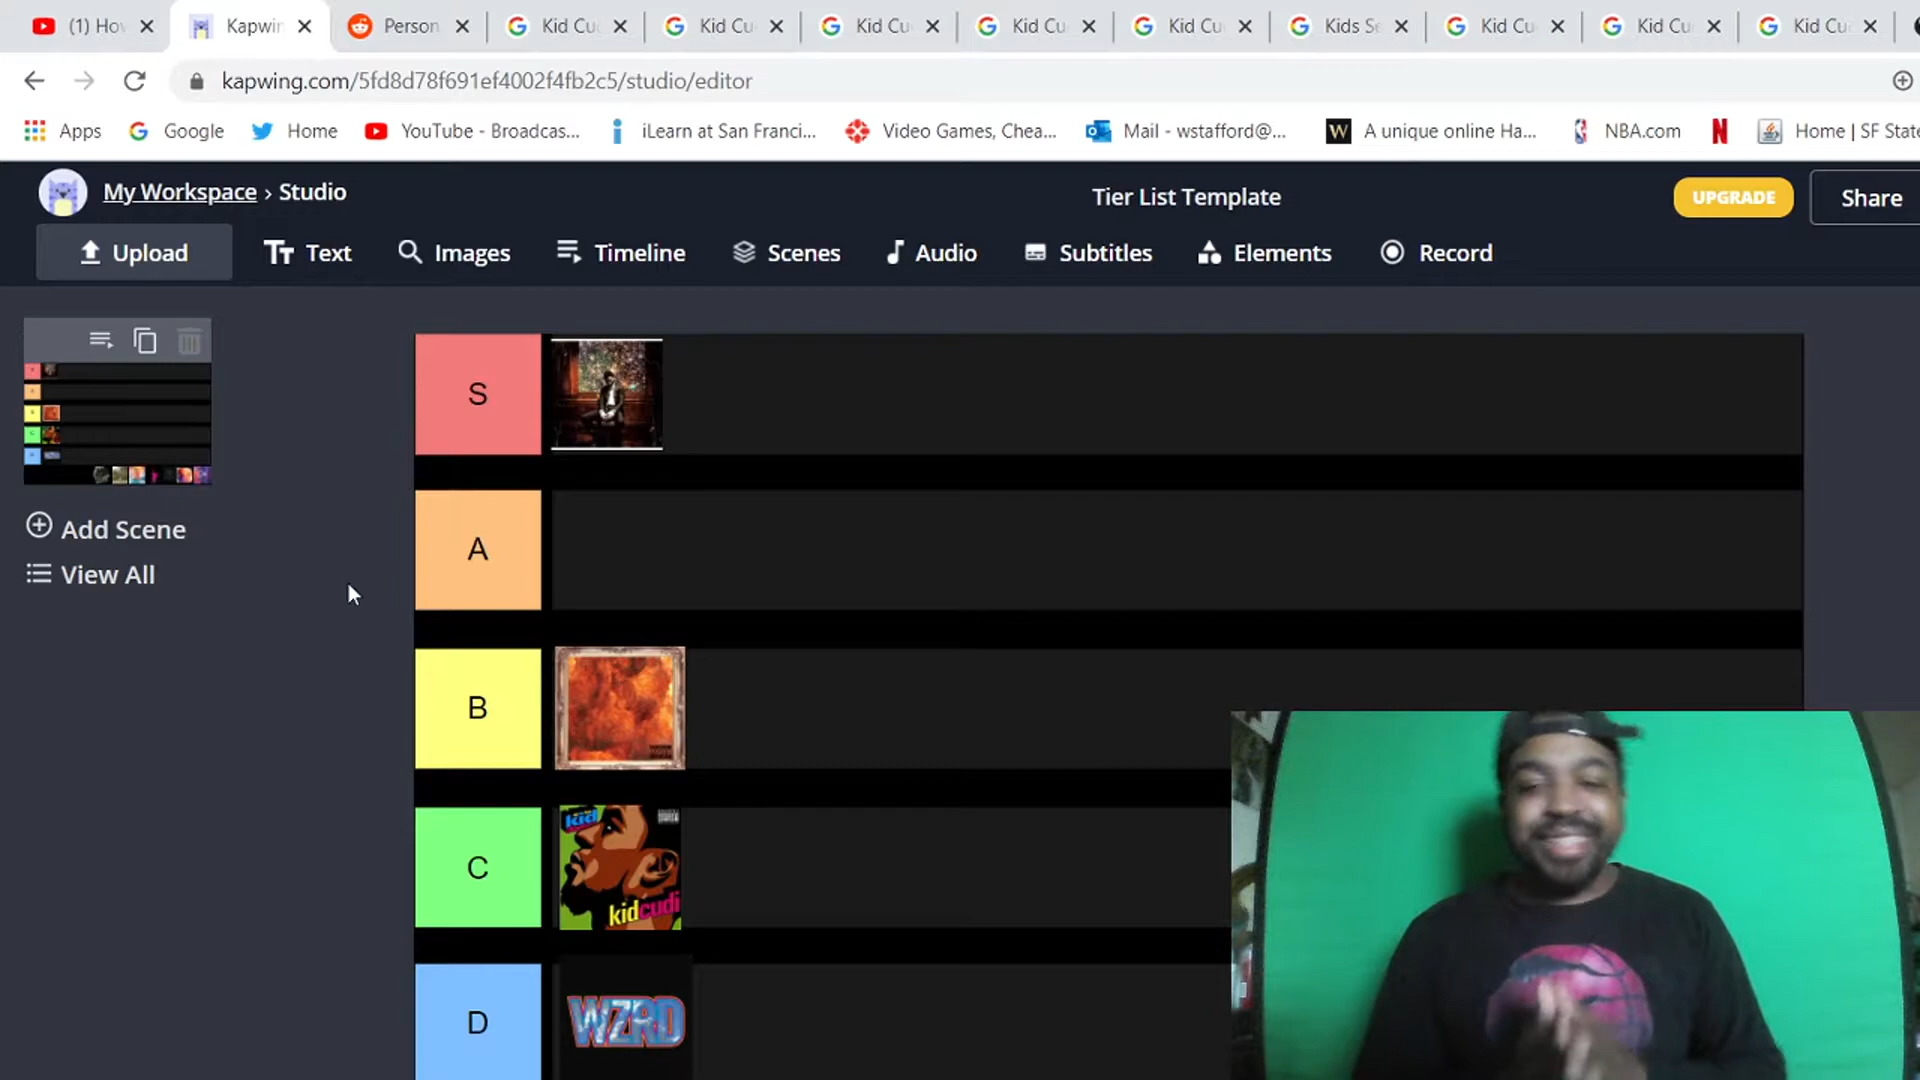 (1) Ho
Kapwin
Person
Kid Cu
Kid Cu
Kid Cu
Kid Cu
Kid Cu
Kids Se
Kid Cu
Kid Cu
Kid Cu
kapwing.com/5fd8d78f691ef4002f4fb2c5/studio/editor
Apps Google Home YouTube - Broadcas... iLearn at San Franci... Video Games, Chea... Mail - wstafford@... A unique online Ha... NBA.com Home | SF State
My Workspace › Studio
Tier List Template
UPGRADE
Share
Upload Text Images Timeline Scenes Audio Subtitles Elements Record
S
Add Scene
A
View All
B
C
kid
kidcudi
D
WZRD